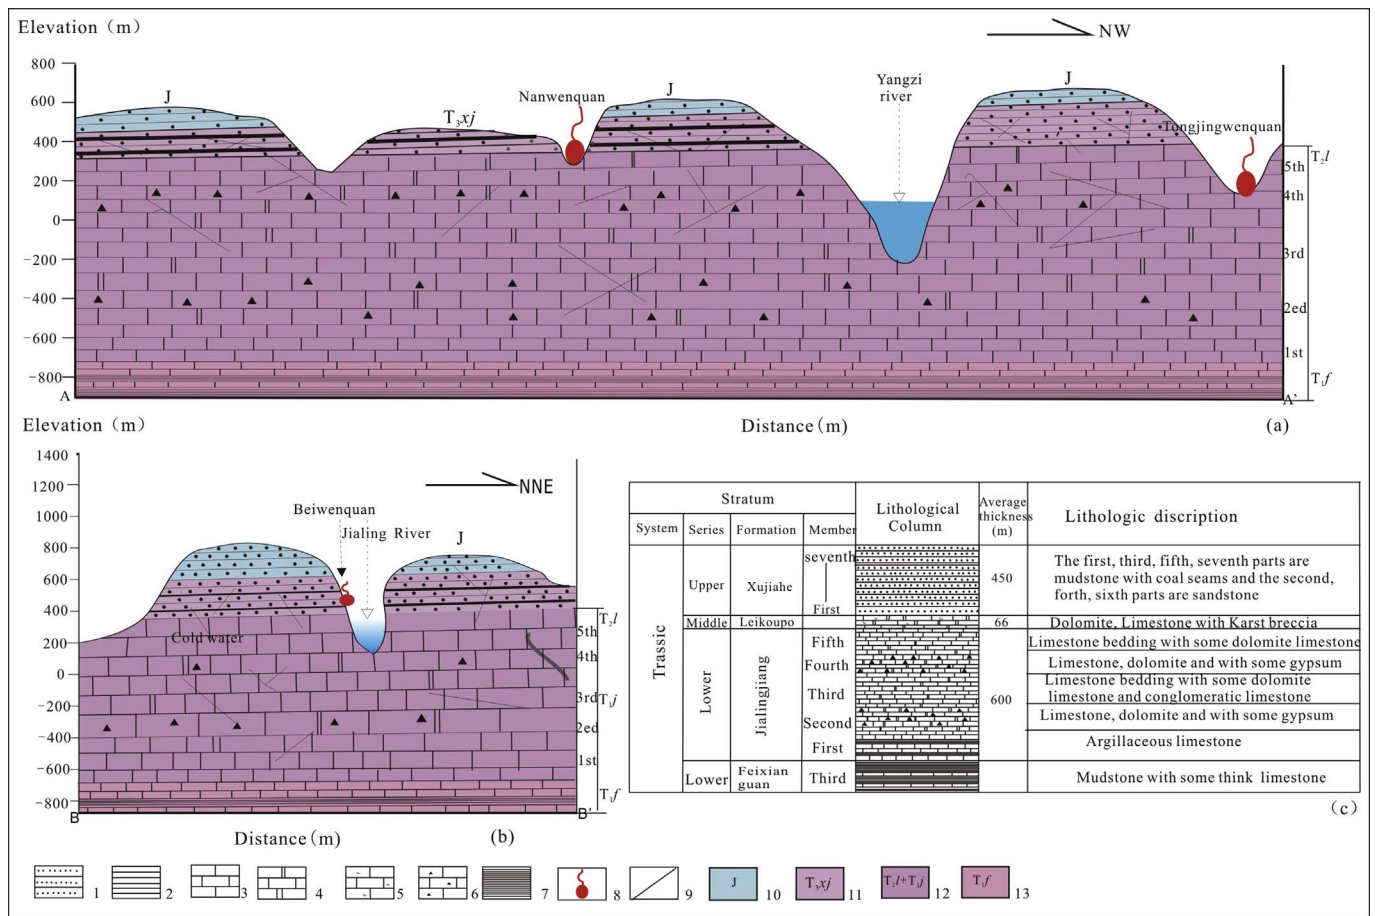 Elevation (m)
NW
800
600
400
200
0
−200
−400
−600
−800
A
J
T₃xj
Nanwenquan
J
Yangzi
river
J
Tongjingwenquan
T₂l
5th
4th
3rd
2ed
1st
T₁f
A'
Distance(m)
(a)
Elevation (m)
NNE
1400
1200
1000
800
600
400
200
0
−200
−400
−600
−800
B
Beiwenquan
Jialing River
J
Cold water
T₂l
5th
4th
3rd T₁j
2ed
1st
T₁f
B'
Distance(m)
(b)
Stratum
Lithological
Column
Average
thickness
(m)
Lithologic discription
System
Series
Formation
Member
Trassic
Upper
Xujiahe
seventh
First
450
The first, third, fifth, seventh parts are
mudstone with coal seams and the second,
forth, sixth parts are sandstone
Middle
Leikoupo
66
Dolomite, Limestone with Karst breccia
Lower
Jialingjiang
Fifth
Limestone bedding with some dolomite limestone
Fourth
Limestone, dolomite and with some gypsum
Third
600
Limestone bedding with some dolomite
limestone and conglomeratic limestone
Second
Limestone, dolomite and with some gypsum
First
Argillaceous limestone
Lower
Feixian
guan
Third
Mudstone with some think limestone
(c)
1
2
3
4
5
6
7
8
9
J 10
T₃xj 11
T₂l+T₁j 12
T₁f 13